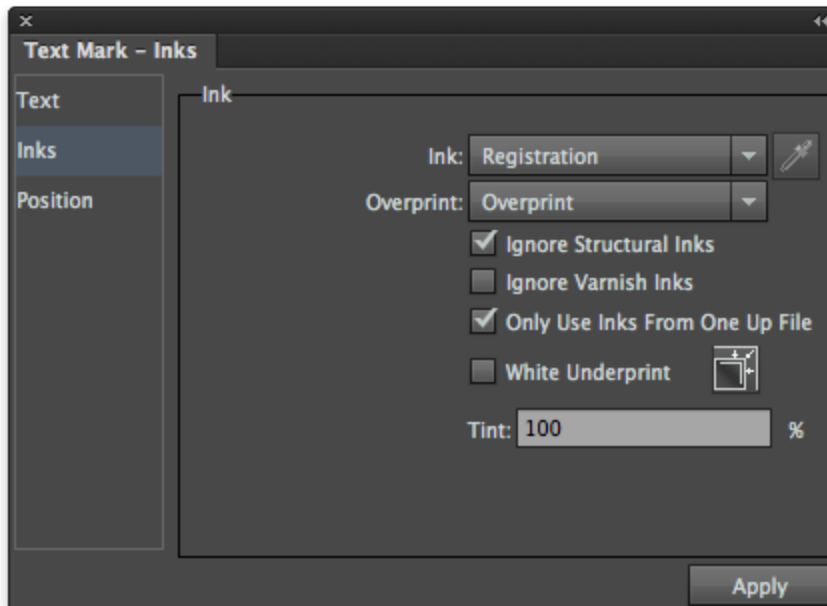 Text Mark – Inks
Text
Inks
Position
Ink
Ink: Registration
Overprint: Overprint
Ignore Structural Inks
Ignore Varnish Inks
Only Use Inks From One Up File
White Underprint
Tint: 100 %
Apply